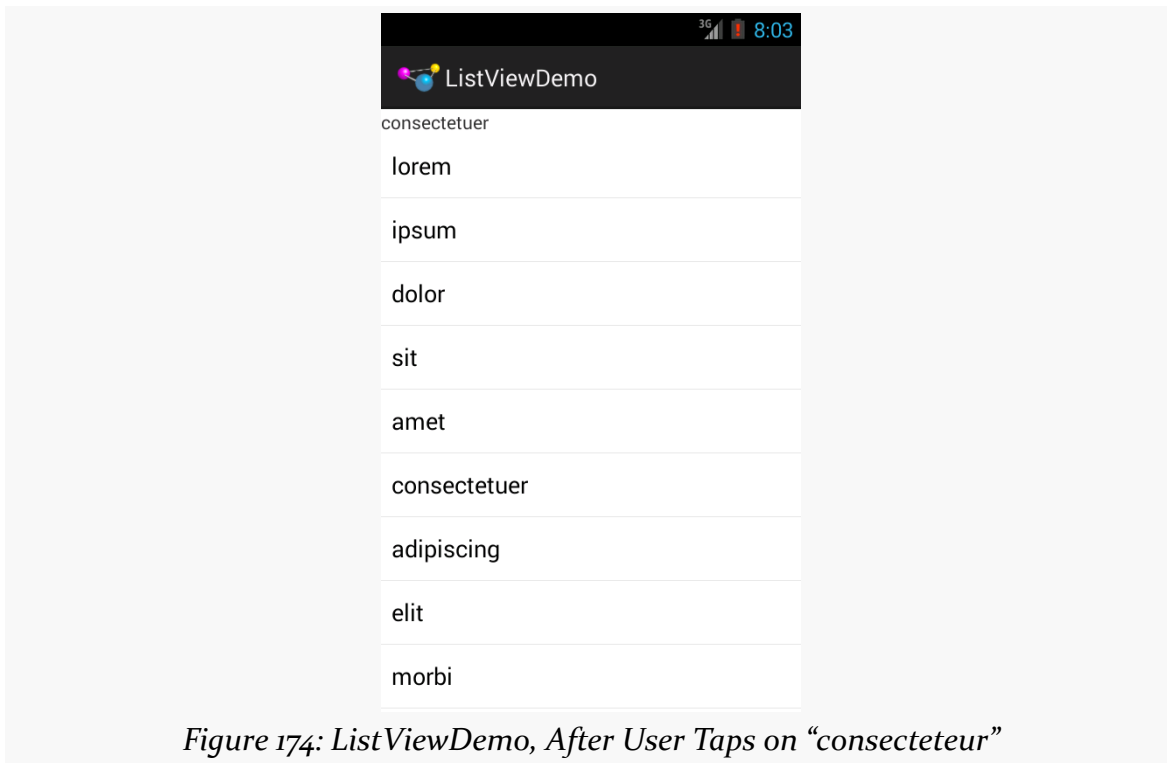 3G 8:03
ListViewDemo
consectetuer
lorem
ipsum
dolor
sit
amet
consectetuer
adipiscing
elit
morbi
Figure 174: ListViewDemo, After User Taps on “consecteteur”